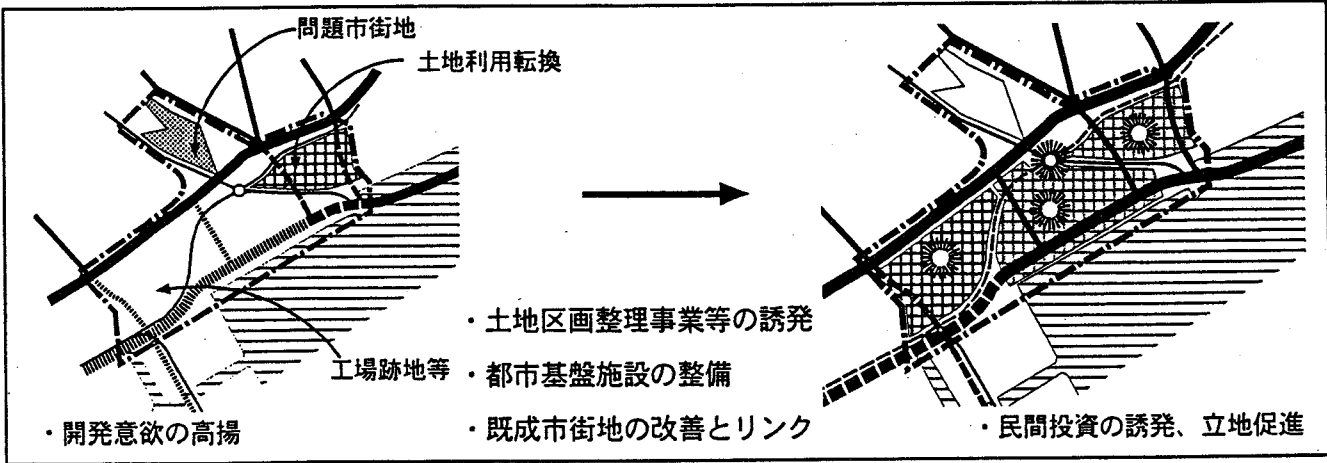 問題市街地
土地利用転換
工場跡地等
・開発意欲の高揚
・土地区画整理事業等の誘発
・都市基盤施設の整備
・既成市街地の改善とリンク
・民間投資の誘発、立地促進